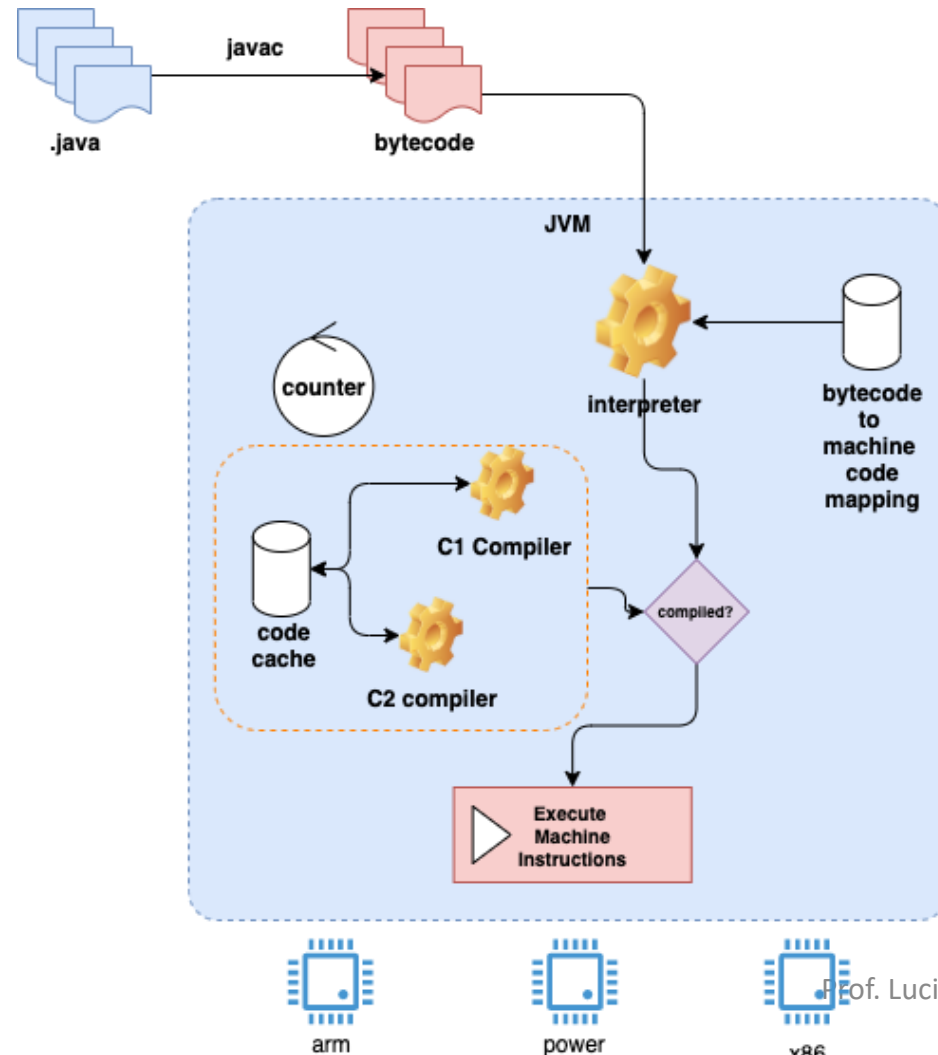 javac
.java
bytecode
JVM
counter
interpreter
bytecode
to
machine
code
mapping
C1 Compiler
compiled?
code
cache
C2 compiler
Execute
Machine
Instructions
Prof. Luci
arm
power
x86